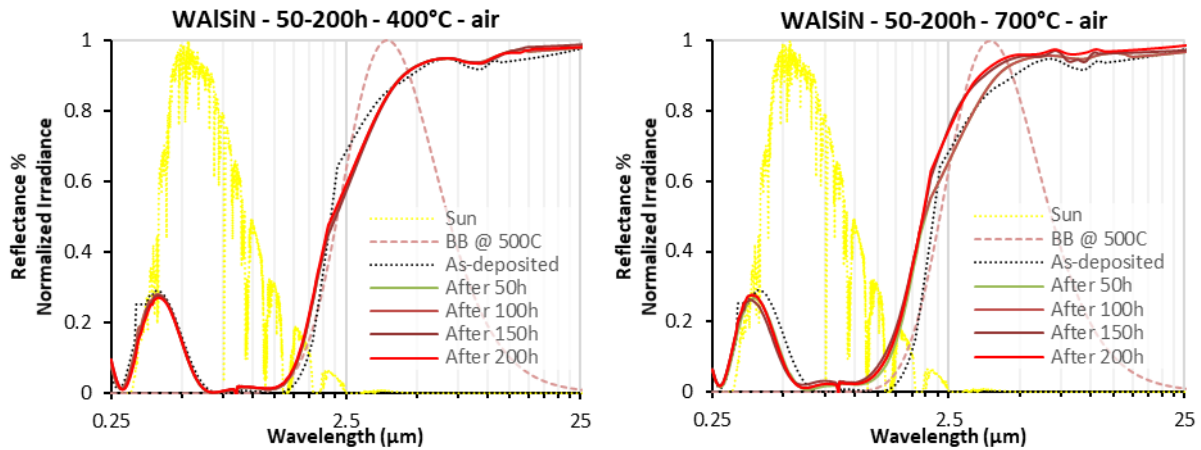 WAlSiN - 50-200h - 400°C - air
Reflectance %
Normalized Irradiance
1
0.8
0.6
0.4
0.2
0
0.25
2.5
25
Wavelength (µm)
Sun
BB @ 500C
As-deposited
After 50h
After 100h
After 150h
After 200h
WAlSiN - 50-200h - 700°C - air
Reflectance %
Normalized Irradiance
1
0.8
0.6
0.4
0.2
0
0.25
2.5
25
Wavelength (µm)
Sun
BB @ 500C
As-deposited
After 50h
After 100h
After 150h
After 200h